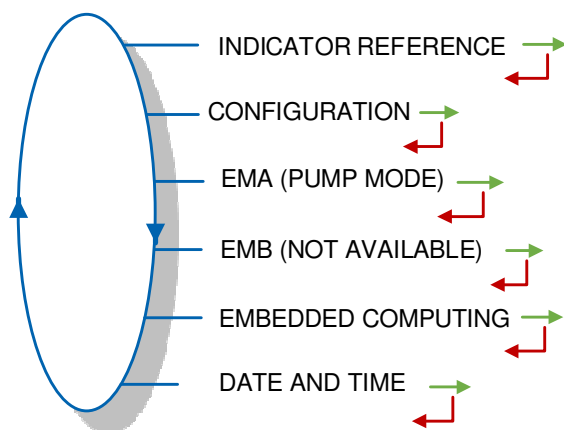 INDICATOR REFERENCE
CONFIGURATION
EMA (PUMP MODE)
EMB (NOT AVAILABLE)
EMBEDDED COMPUTING
DATE AND TIME